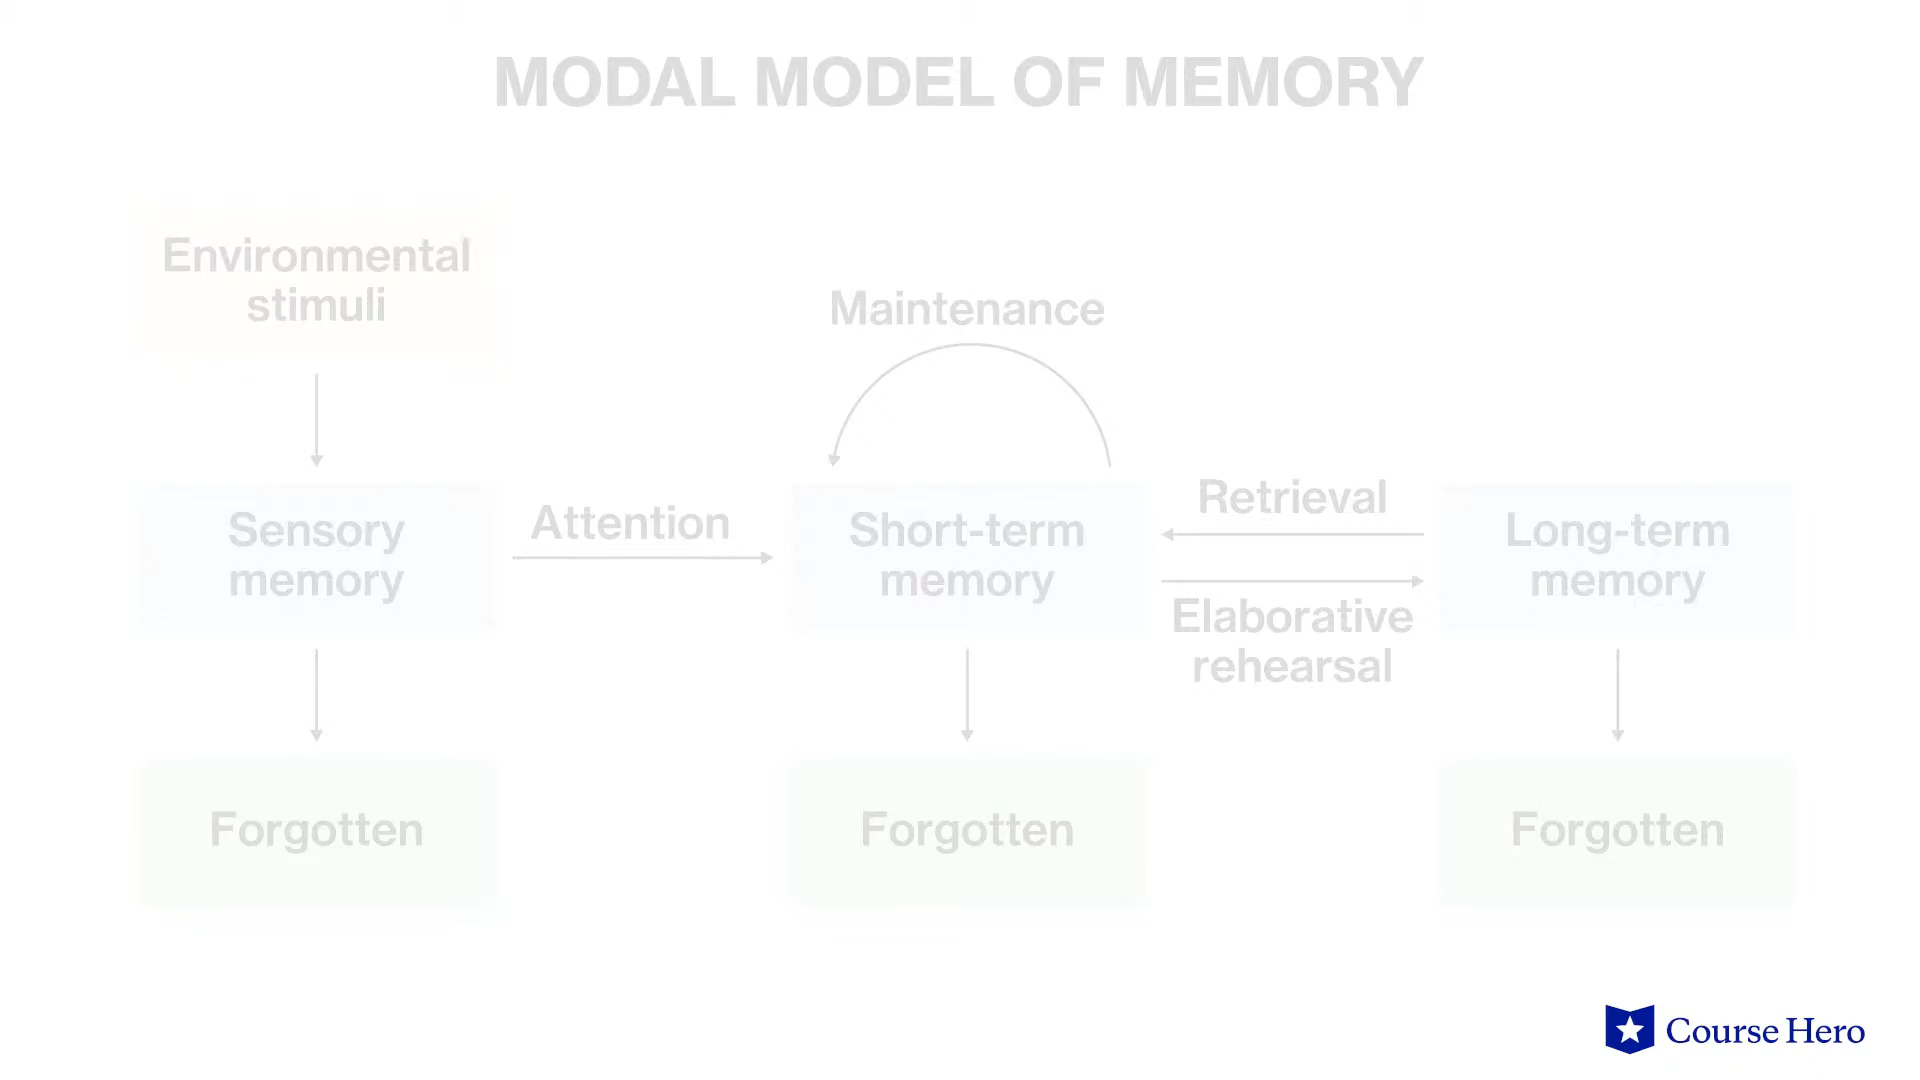 MODAL MODEL OF MEMORY
Environmental
stimuli
Maintenance
Sensory
memory
Attention
Short-term
memory
Retrieval
Elaborative
rehearsal
Long-term
memory
Forgotten
Forgotten
Forgotten
Course Hero